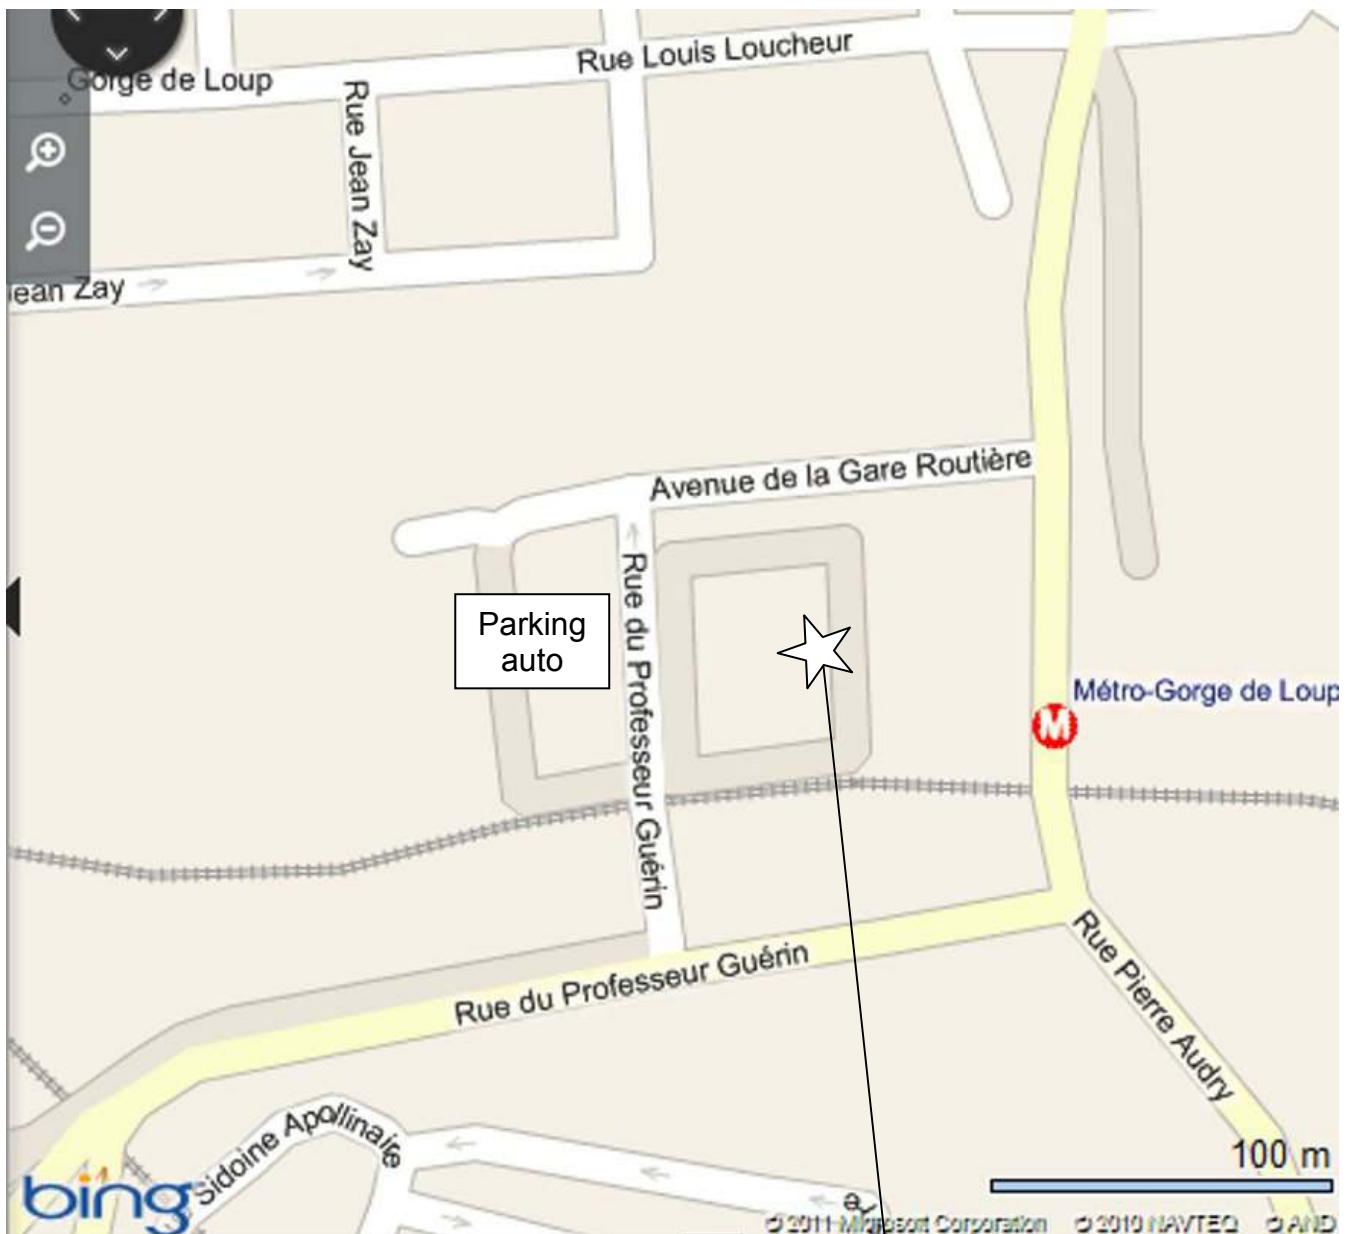 Gorge de Loup
Rue Louis Loucheur
Rue Jean Zay
ean Zay
Avenue de la Gare Routière
Rue du Professeur Guérin
Parking
auto
Métro-Gorge de Loup
M
Rue du Professeur Guérin
Rue Pierre Audry
Sidoine Apollinaire
re
100 m
bing
© 2011 Microsoft Corporation © 2010 NAVTEQ © AND